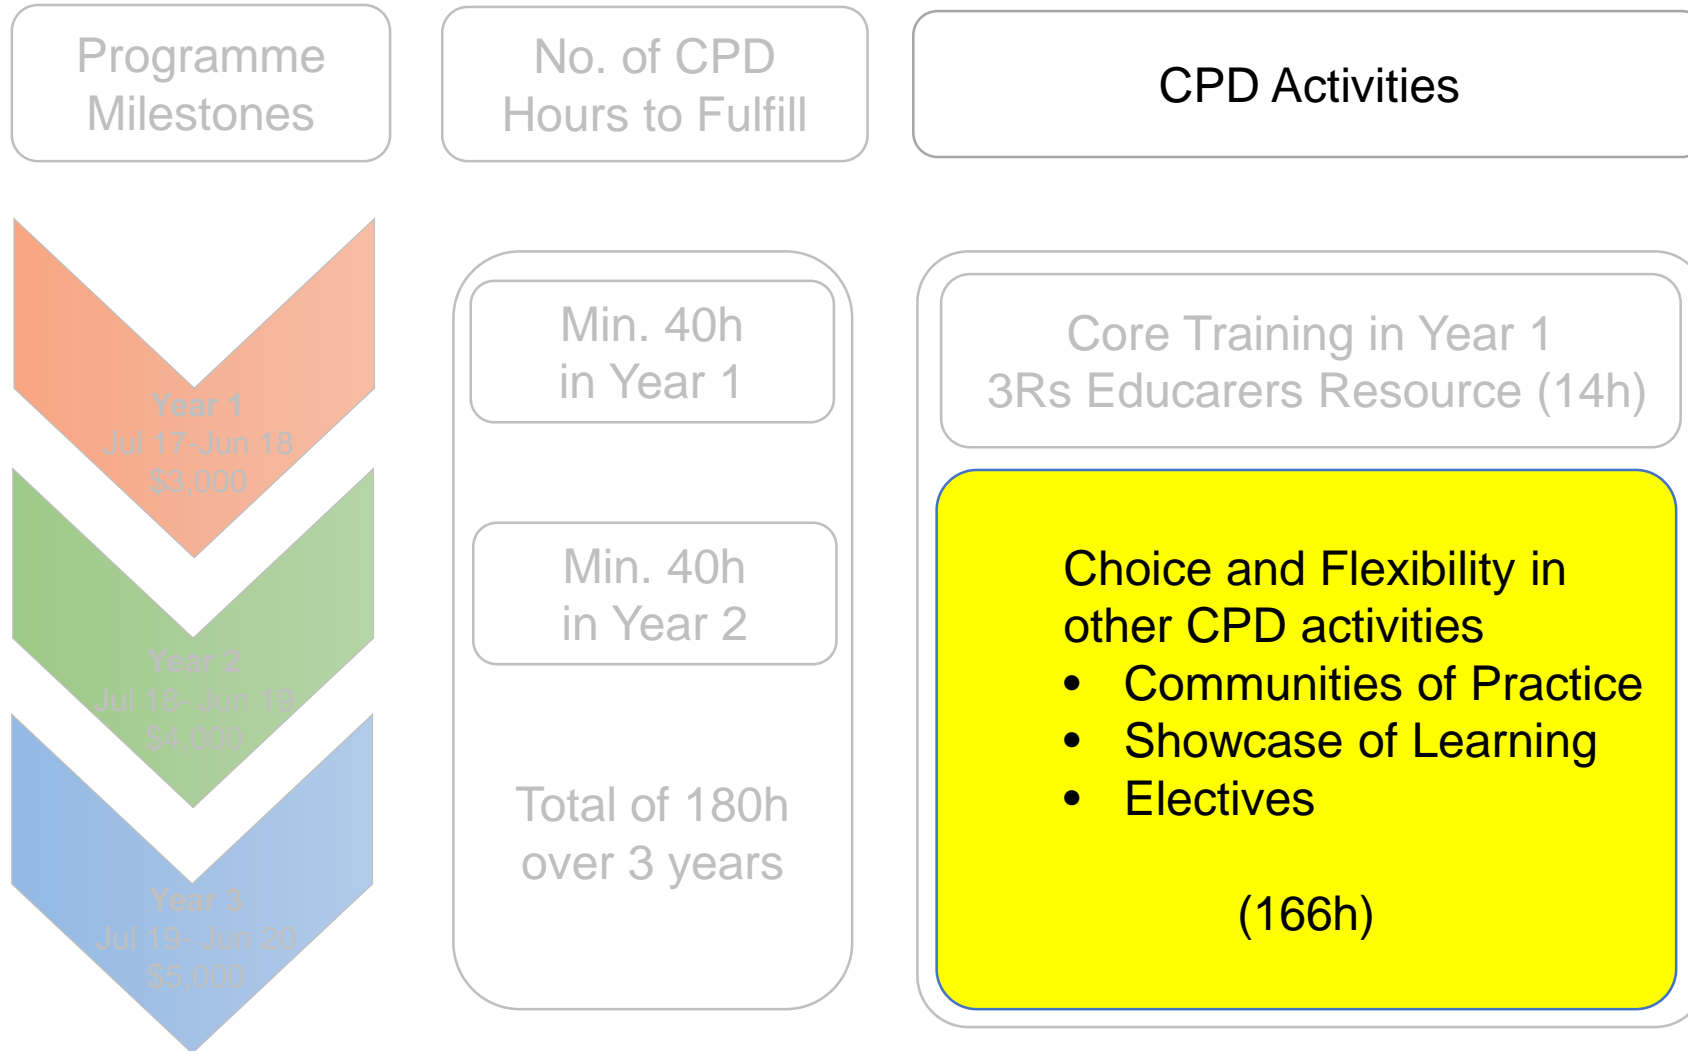 Programme
Milestones
No. of CPD
Hours to Fulfill
CPD Activities
Year 1
Jul 17-Jun 18
$3,000
Year 2
Jul 18- Jun 19
$4,000
Year 3
Jul 19- Jun 20
$5,000
Min. 40h
in Year 1
Min. 40h
in Year 2
Total of 180h
over 3 years
Core Training in Year 1
3Rs Educarers Resource (14h)
Choice and Flexibility in
other CPD activities
• Communities of Practice
• Showcase of Learning
• Electives
(166h)